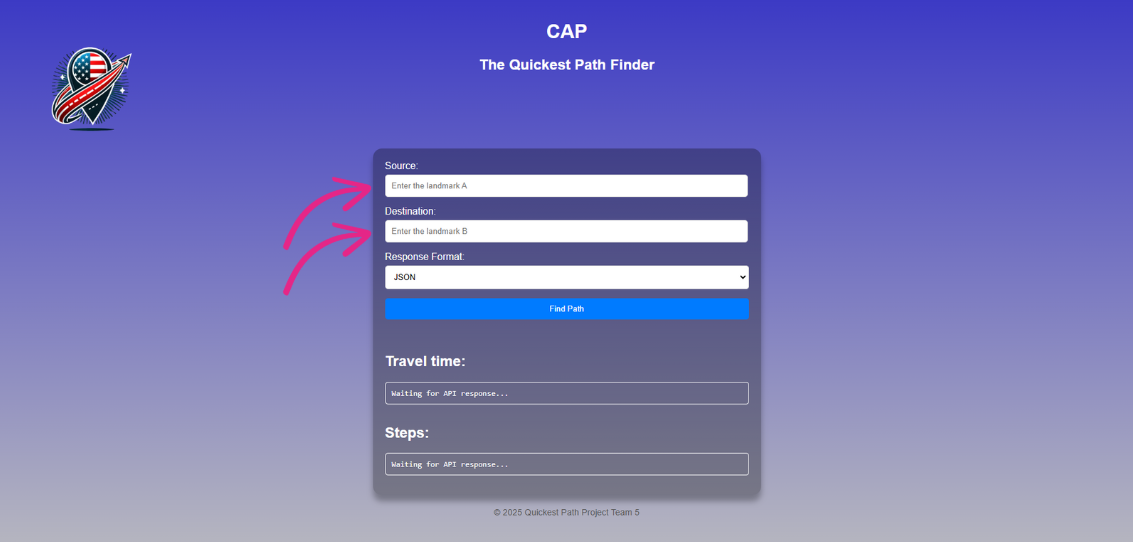 CAP
The Quickest Path Finder
Source:
Enter the landmark A
Destination:
Enter the landmark B
Response Format:
JSON
Find Path
Travel time:
Waiting for API response...
Steps:
Waiting for API response...
© 2025 Quickest Path Project Team 5